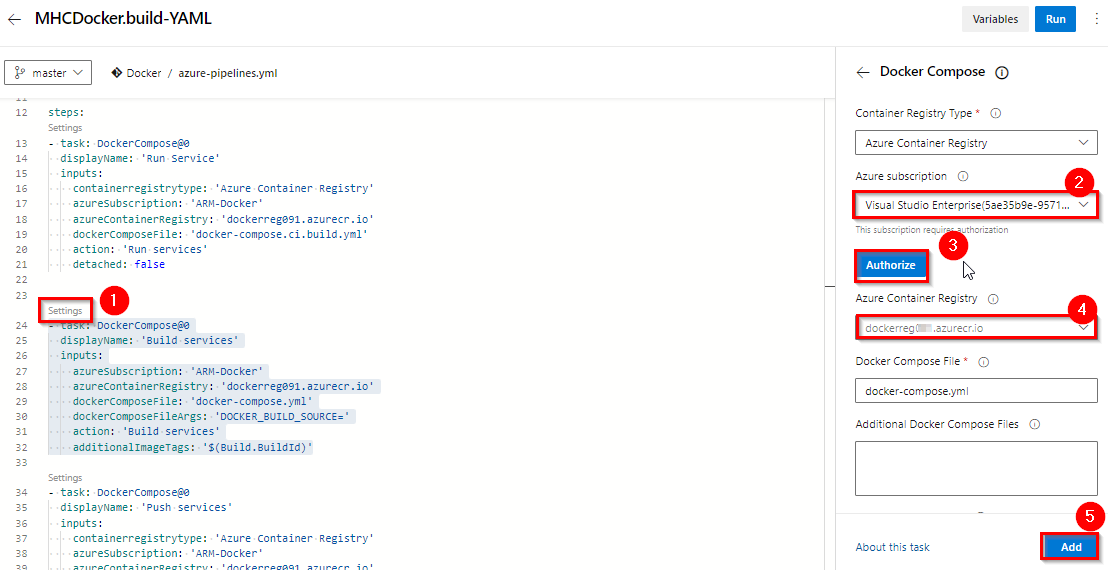 MHCDocker.build-YAML
Variables
Run
master
Docker / azure-pipelines.yml
11
12 steps:
Settings
13 - task: DockerCompose@0
14 displayName: 'Run Service'
15 inputs:
16 containerregistrytype: 'Azure Container Registry'
17 azureSubscription: 'ARM-Docker'
18 azureContainerRegistry: 'dockerreg091.azurecr.io'
19 dockerComposeFile: 'docker-compose.ci.build.yml'
20 action: 'Run services'
21 detached: false
22
23
Settings
1
24 - task: DockerCompose@0
25 displayName: 'Build services'
26 inputs:
27 azureSubscription: 'ARM-Docker'
28 azureContainerRegistry: 'dockerreg091.azurecr.io'
29 dockerComposeFile: 'docker-compose.yml'
30 dockerComposeFileArgs: 'DOCKER_BUILD_SOURCE='
31 action: 'Build services'
32 additionalImageTags: '$(Build.BuildId)'
33
Settings
34 - task: DockerCompose@0
35 displayName: 'Push services'
36 inputs:
37 containerregistrytype: 'Azure Container Registry'
38 azureSubscription: 'ARM-Docker'
39 azureContainerRegistry: 'dockerreg091.azurecr.io'
Docker Compose
Container Registry Type *
Azure Container Registry
Azure subscription
2
Visual Studio Enterprise(5ae35b9e-9571...
This subscription requires authorization
3
Authorize
Azure Container Registry
4
.azurecr.io
Docker Compose File *
docker-compose.yml
Additional Docker Compose Files
5
About this task
Add